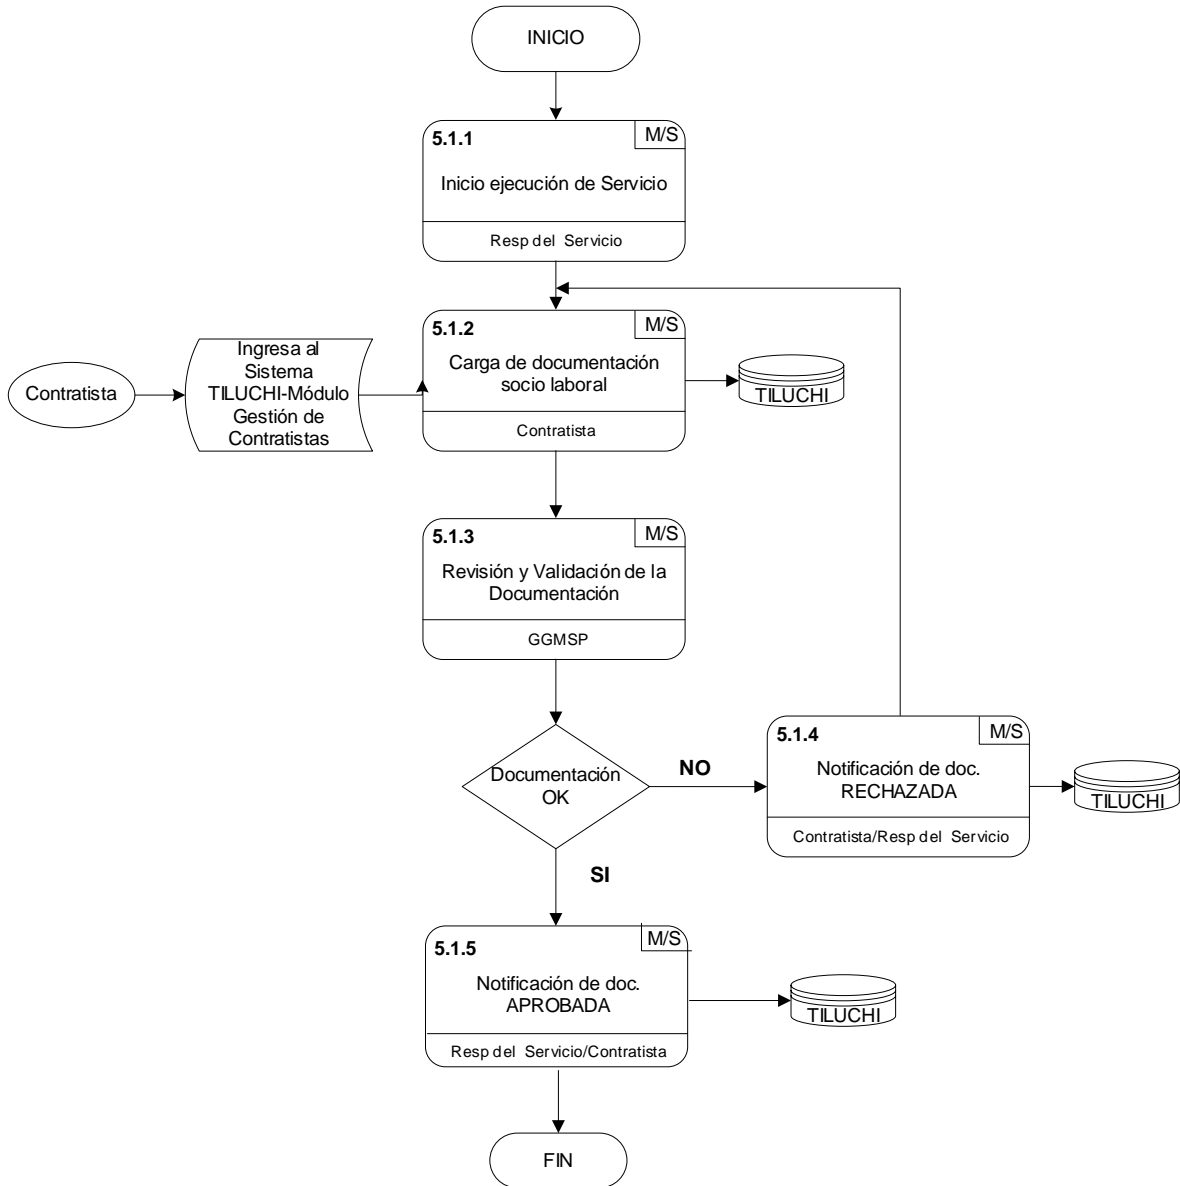 INICIO
5.1.1
M/S
Inicio ejecución de Servicio
Resp del Servicio
5.1.2
M/S
Carga de documentación
socio laboral
Contratista
TILUCHI
Contratista
Ingresa al
Sistema
TILUCHI-Módulo
Gestión de
Contratistas
5.1.3
M/S
Revisión y Validación de la
Documentación
GGMSP
Documentación
OK
NO
SI
5.1.4
M/S
Notificación de doc.
RECHAZADA
Contratista/Resp del Servicio
TILUCHI
5.1.5
M/S
Notificación de doc.
APROBADA
Resp del Servicio/Contratista
TILUCHI
FIN